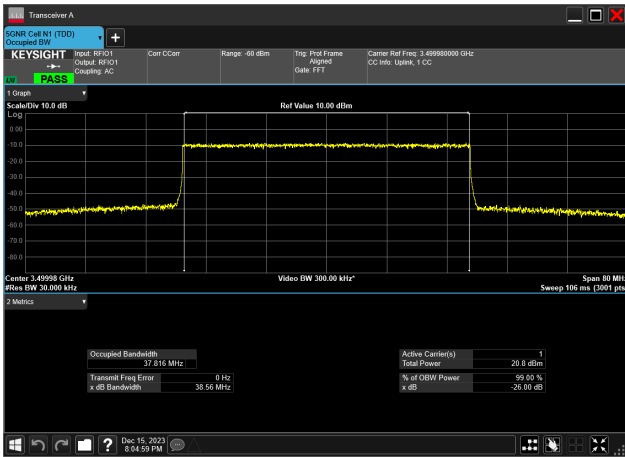 Transceiver A
5GNR Cell N1 (TDD)
Occupied BW
KEYSIGHT
LXI
PASS
Input: RFIO1
Output: RFIO1
Coupling: AC
Corr CCorr
Range: -60 dBm
Trig: Prot Frame
Aligned
Gate: FFT
Carrier Ref Freq: 3.499980000 GHz
CC Info: Uplink, 1 CC
1 Graph
Scale/Div 10.0 dB
Ref Value 10.00 dBm
Log
0.00
-10.0
-20.0
-30.0
-40.0
-50.0
-60.0
-70.0
-80.0
Center 3.49998 GHz
Video BW 300.00 kHz*
Span 80 MHz
#Res BW 30.000 kHz
Sweep 106 ms (3001 pts)
2 Metrics
Occupied Bandwidth
37.816 MHz
Transmit Freq Error 0 Hz
x dB Bandwidth 38.56 MHz
Active Carrier(s) 1
Total Power 20.8 dBm
% of OBW Power 99.00 %
x dB -26.00 dB
?
Dec 15, 2023
8:04:59 PM